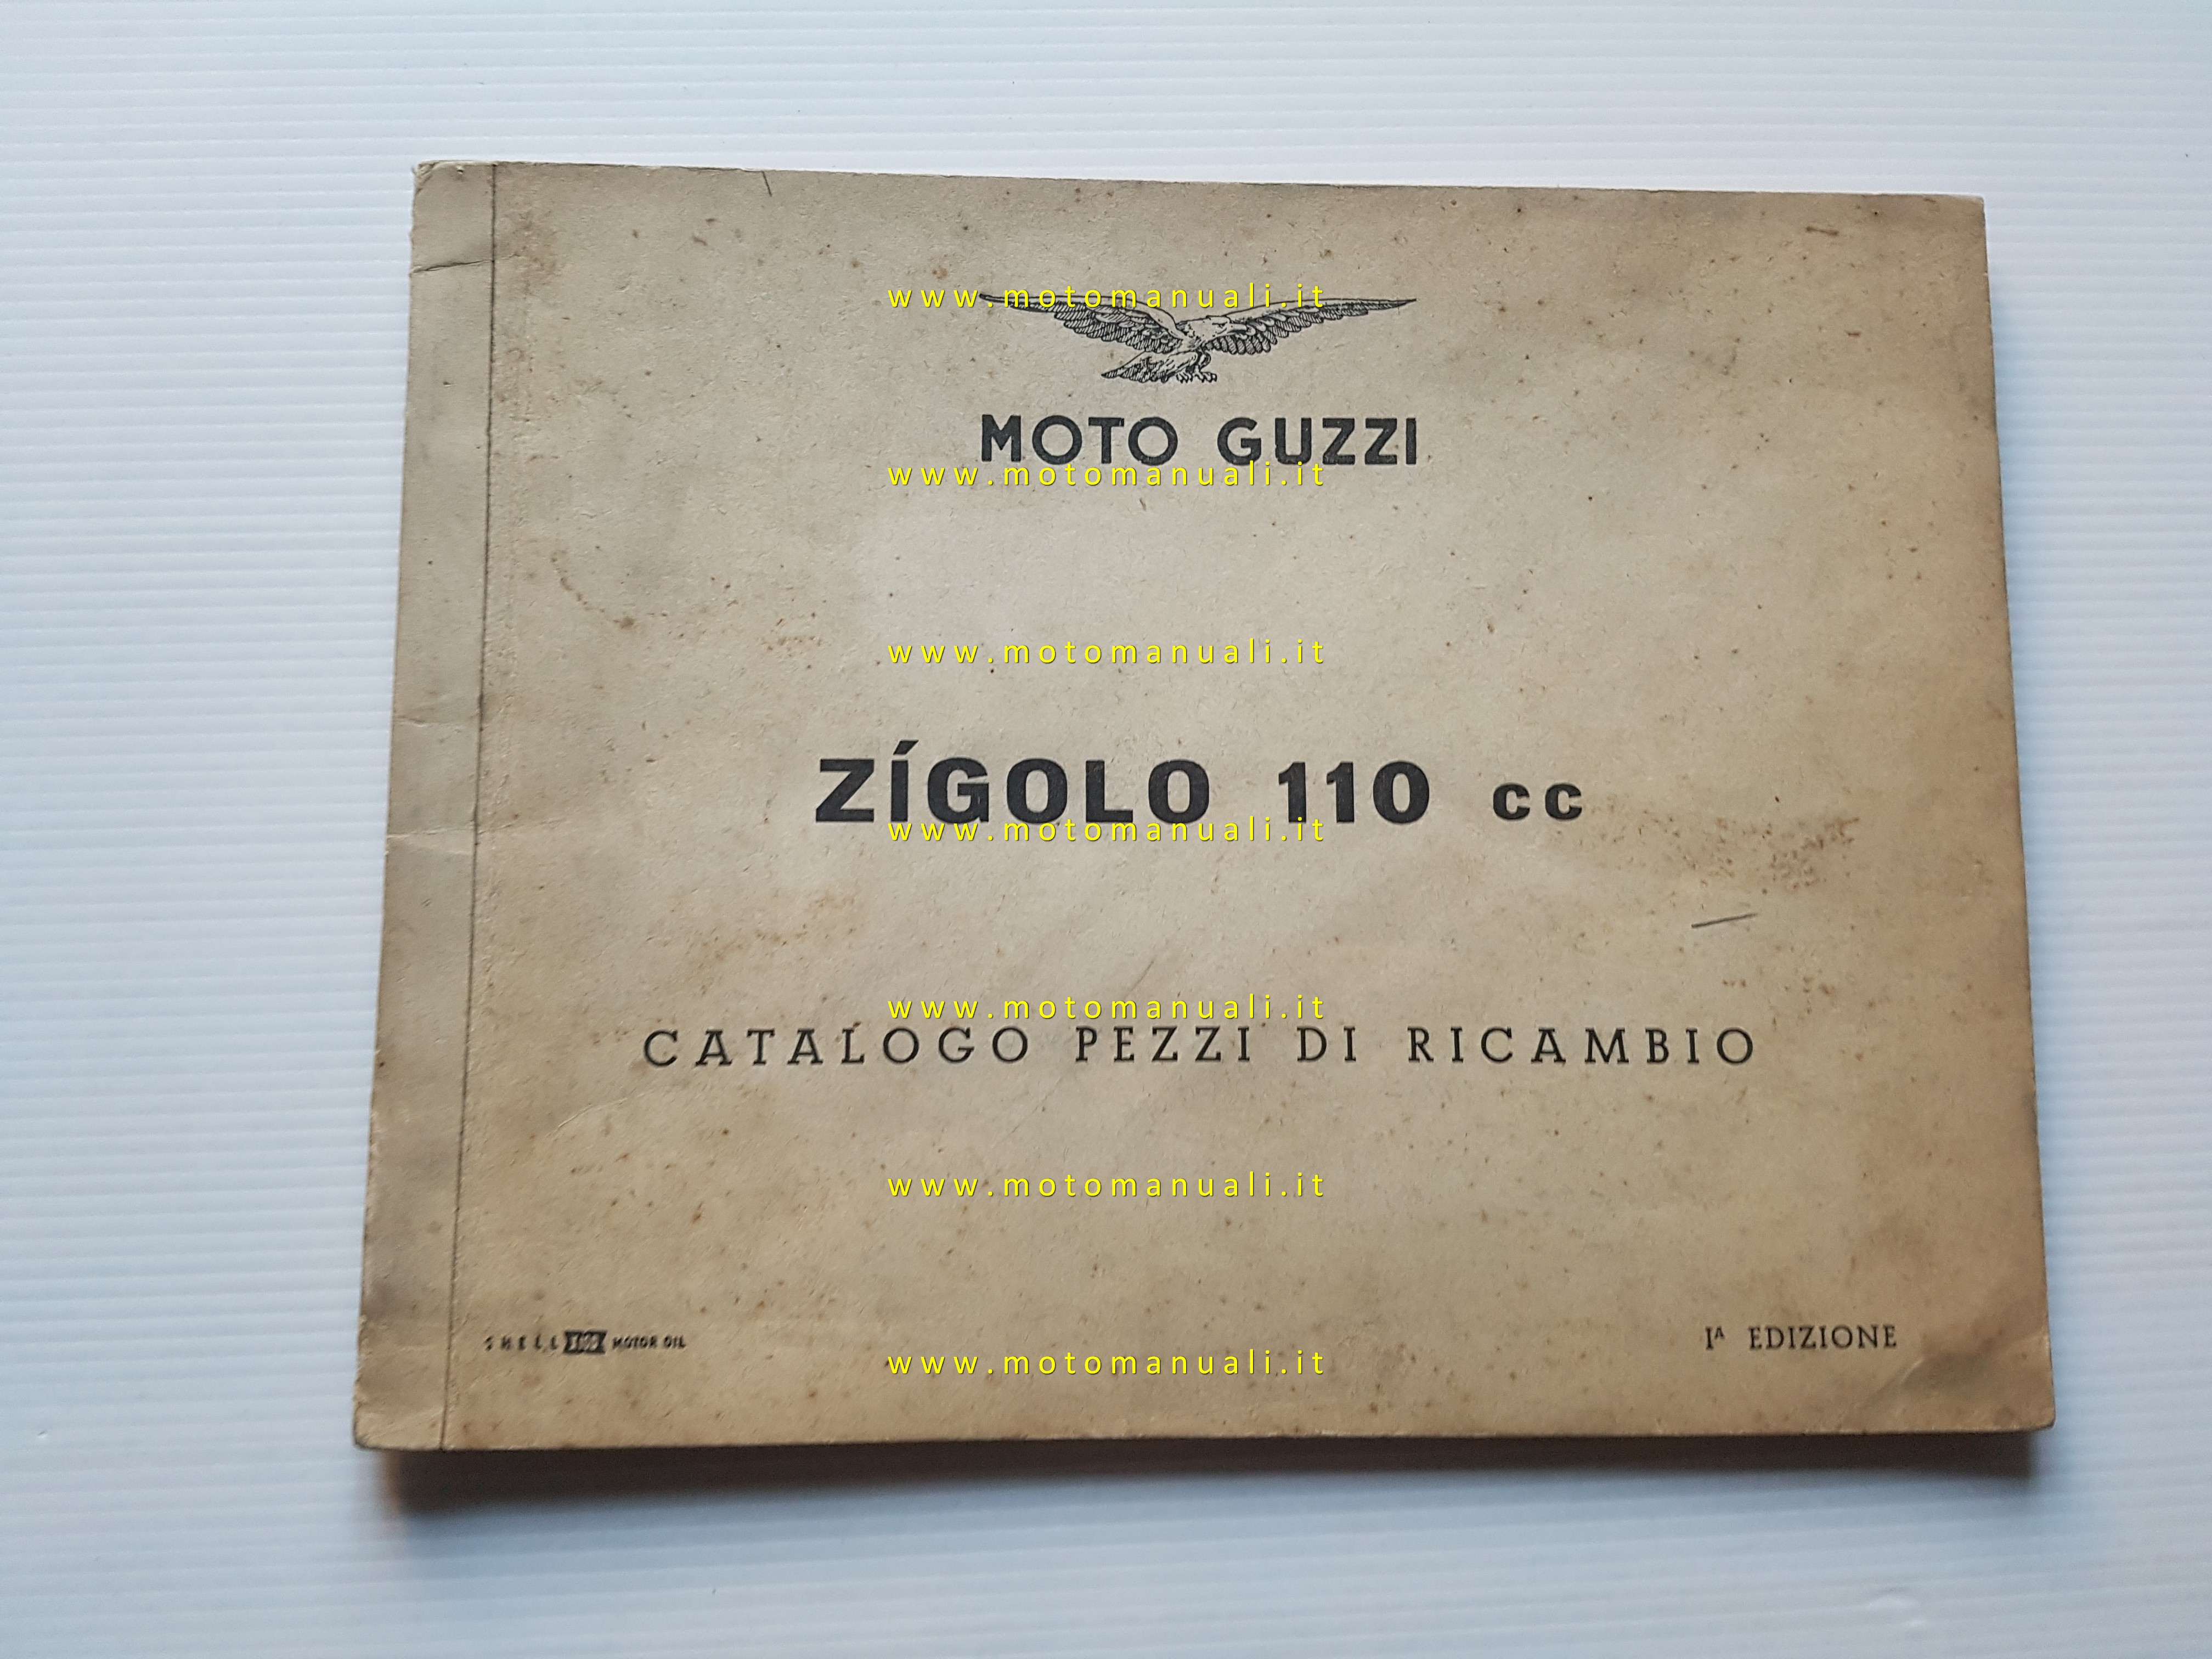 www.motomanuali.it
MOTO GUZZI
www.motomanuali.it
www.motomanuali.it
ZÍGOLO 110 cc
www.motomanuali.it
www.motomanuali.it
CATALOGO PEZZI DI RICAMBIO
www.motomanuali.it
SHELL MOTOR OIL
IA EDIZIONE
www.motomanuali.it